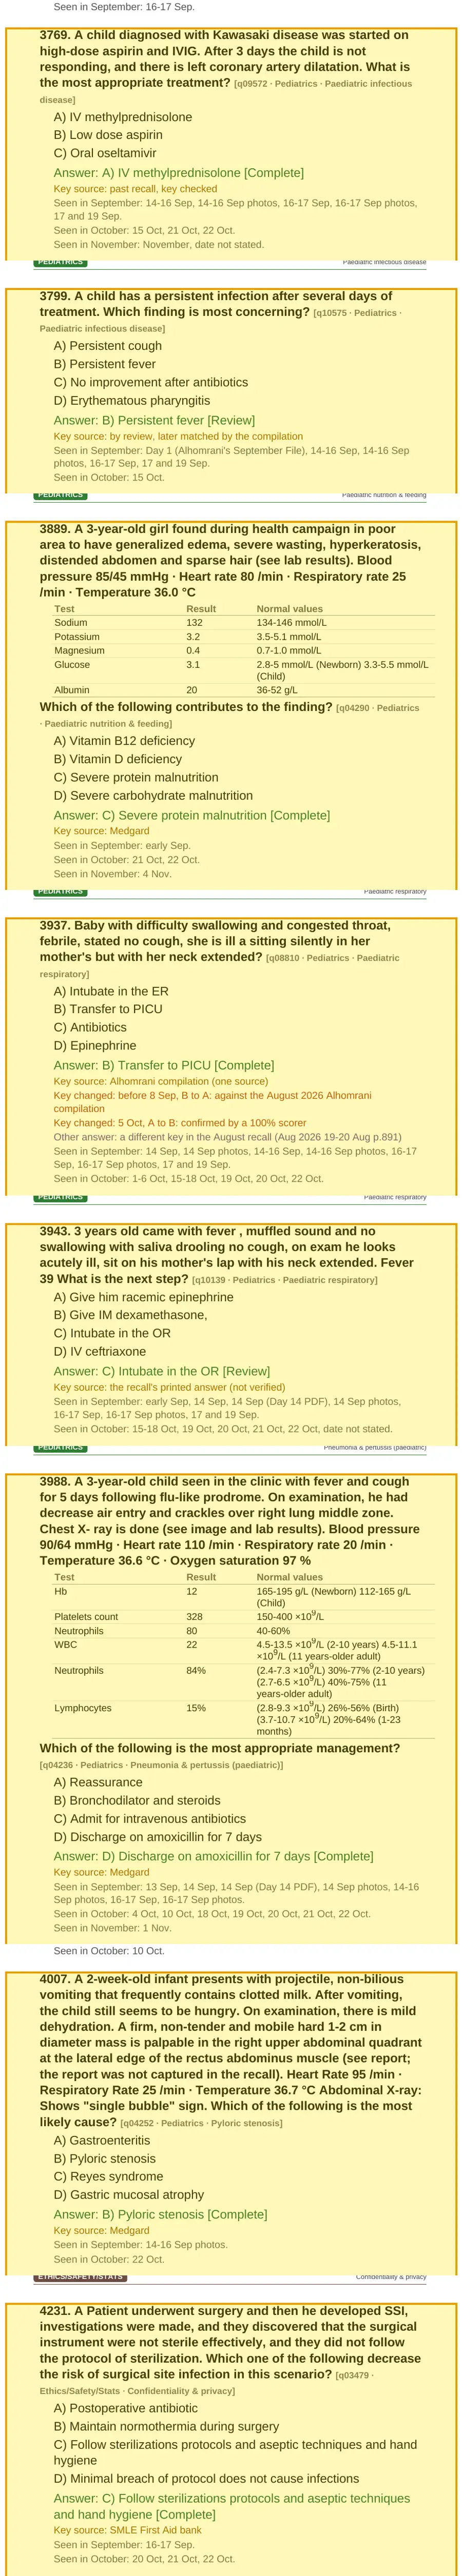 Seen in September: 16-17 Sep.
3769. A child diagnosed with Kawasaki disease was started on
high-dose aspirin and IVIG. After 3 days the child is not
responding, and there is left coronary artery dilatation. What is
the most appropriate treatment? [q09572 · Pediatrics · Paediatric infectious
disease]
A) IV methylprednisolone
B) Low dose aspirin
C) Oral oseltamivir
Answer: A) IV methylprednisolone [Complete]
Key source: past recall, key checked
Seen in September: 14-16 Sep, 14-16 Sep photos, 16-17 Sep, 16-17 Sep photos,
17 and 19 Sep.
Seen in October: 15 Oct, 21 Oct, 22 Oct.
Seen in November: November, date not stated.
PEDIATRICS Paediatric infectious disease
3799. A child has a persistent infection after several days of
treatment. Which finding is most concerning? [q10575 · Pediatrics ·
Paediatric infectious disease]
A) Persistent cough
B) Persistent fever
C) No improvement after antibiotics
D) Erythematous pharyngitis
Answer: B) Persistent fever [Review]
Key source: by review, later matched by the compilation
Seen in September: Day 1 (Alhomrani's September File), 14-16 Sep, 14-16 Sep
photos, 16-17 Sep, 17 and 19 Sep.
Seen in October: 15 Oct.
PEDIATRICS Paediatric nutrition & feeding
3889. A 3-year-old girl found during health campaign in poor
area to have generalized edema, severe wasting, hyperkeratosis,
distended abdomen and sparse hair (see lab results). Blood
pressure 85/45 mmHg · Heart rate 80 /min · Respiratory rate 25
/min · Temperature 36.0 °C
Test Result Normal values
Sodium 132 134-146 mmol/L
Potassium 3.2 3.5-5.1 mmol/L
Magnesium 0.4 0.7-1.0 mmol/L
Glucose 3.1 2.8-5 mmol/L (Newborn) 3.3-5.5 mmol/L
(Child)
Albumin 20 36-52 g/L
Which of the following contributes to the finding? [q04290 · Pediatrics
· Paediatric nutrition & feeding]
A) Vitamin B12 deficiency
B) Vitamin D deficiency
C) Severe protein malnutrition
D) Severe carbohydrate malnutrition
Answer: C) Severe protein malnutrition [Complete]
Key source: Medgard
Seen in September: early Sep.
Seen in October: 21 Oct, 22 Oct.
Seen in November: 4 Nov.
PEDIATRICS Paediatric respiratory
3937. Baby with difficulty swallowing and congested throat,
febrile, stated no cough, she is ill a sitting silently in her
mother's but with her neck extended? [q08810 · Pediatrics · Paediatric
respiratory]
A) Intubate in the ER
B) Transfer to PICU
C) Antibiotics
D) Epinephrine
Answer: B) Transfer to PICU [Complete]
Key source: Alhomrani compilation (one source)
Key changed: before 8 Sep, B to A: against the August 2026 Alhomrani
compilation
Key changed: 5 Oct, A to B: confirmed by a 100% scorer
Other answer: a different key in the August recall (Aug 2026 19-20 Aug p.891)
Seen in September: 14 Sep, 14 Sep photos, 14-16 Sep, 14-16 Sep photos, 16-17
Sep, 16-17 Sep photos, 17 and 19 Sep.
Seen in October: 1-6 Oct, 15-18 Oct, 19 Oct, 20 Oct, 22 Oct.
PEDIATRICS Paediatric respiratory
3943. 3 years old came with fever , muffled sound and no
swallowing with saliva drooling no cough, on exam he looks
acutely ill, sit on his mother's lap with his neck extended. Fever
39 What is the next step? [q10139 · Pediatrics · Paediatric respiratory]
A) Give him racemic epinephrine
B) Give IM dexamethasone,
C) Intubate in the OR
D) IV ceftriaxone
Answer: C) Intubate in the OR [Review]
Key source: the recall's printed answer (not verified)
Seen in September: early Sep, 14 Sep, 14 Sep (Day 14 PDF), 14 Sep photos,
16-17 Sep, 16-17 Sep photos, 17 and 19 Sep.
Seen in October: 15-18 Oct, 19 Oct, 20 Oct, 21 Oct, 22 Oct, date not stated.
PEDIATRICS Pneumonia & pertussis (paediatric)
3988. A 3-year-old child seen in the clinic with fever and cough
for 5 days following flu-like prodrome. On examination, he had
decrease air entry and crackles over right lung middle zone.
Chest X- ray is done (see image and lab results). Blood pressure
90/64 mmHg · Heart rate 110 /min · Respiratory rate 20 /min ·
Temperature 36.6 °C · Oxygen saturation 97 %
Test Result Normal values
Hb 12 165-195 g/L (Newborn) 112-165 g/L
(Child)
Platelets count 328 150-400 ×10⁹/L
Neutrophils 80 40-60%
WBC 22 4.5-13.5 ×10⁹/L (2-10 years) 4.5-11.1
×10⁹/L (11 years-older adult)
Neutrophils 84% (2.4-7.3 ×10⁹/L) 30%-77% (2-10 years)
(2.7-6.5 ×10⁹/L) 40%-75% (11
years-older adult)
Lymphocytes 15% (2.8-9.3 ×10⁹/L) 26%-56% (Birth)
(3.7-10.7 ×10⁹/L) 20%-64% (1-23
months)
Which of the following is the most appropriate management?
[q04236 · Pediatrics · Pneumonia & pertussis (paediatric)]
A) Reassurance
B) Bronchodilator and steroids
C) Admit for intravenous antibiotics
D) Discharge on amoxicillin for 7 days
Answer: D) Discharge on amoxicillin for 7 days [Complete]
Key source: Medgard
Seen in September: 13 Sep, 14 Sep, 14 Sep (Day 14 PDF), 14 Sep photos, 14-16
Sep photos, 16-17 Sep, 16-17 Sep photos.
Seen in October: 4 Oct, 10 Oct, 18 Oct, 19 Oct, 20 Oct, 21 Oct, 22 Oct.
Seen in November: 1 Nov.
Seen in October: 10 Oct.
4007. A 2-week-old infant presents with projectile, non-bilious
vomiting that frequently contains clotted milk. After vomiting,
the child still seems to be hungry. On examination, there is mild
dehydration. A firm, non-tender and mobile hard 1-2 cm in
diameter mass is palpable in the right upper abdominal quadrant
at the lateral edge of the rectus abdominus muscle (see report;
the report was not captured in the recall). Heart Rate 95 /min ·
Respiratory Rate 25 /min · Temperature 36.7 °C Abdominal X-ray:
Shows "single bubble" sign. Which of the following is the most
likely cause? [q04252 · Pediatrics · Pyloric stenosis]
A) Gastroenteritis
B) Pyloric stenosis
C) Reyes syndrome
D) Gastric mucosal atrophy
Answer: B) Pyloric stenosis [Complete]
Key source: Medgard
Seen in September: 14-16 Sep photos.
Seen in October: 22 Oct.
ETHICS/SAFETY/STATS Confidentiality & privacy
4231. A Patient underwent surgery and then he developed SSI,
investigations were made, and they discovered that the surgical
instrument were not sterile effectively, and they did not follow
the protocol of sterilization. Which one of the following decrease
the risk of surgical site infection in this scenario? [q03479 ·
Ethics/Safety/Stats · Confidentiality & privacy]
A) Postoperative antibiotic
B) Maintain normothermia during surgery
C) Follow sterilizations protocols and aseptic techniques and hand
hygiene
D) Minimal breach of protocol does not cause infections
Answer: C) Follow sterilizations protocols and aseptic techniques
and hand hygiene [Complete]
Key source: SMLE First Aid bank
Seen in September: 16-17 Sep.
Seen in October: 20 Oct, 21 Oct, 22 Oct.